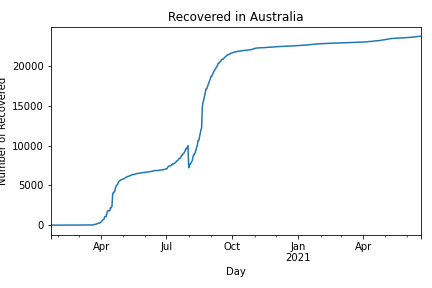 Recovered in Australia
Number of Recovered
20000
15000
10000
5000
0
Apr
Jul
Oct
Jan
2021
Apr
Day